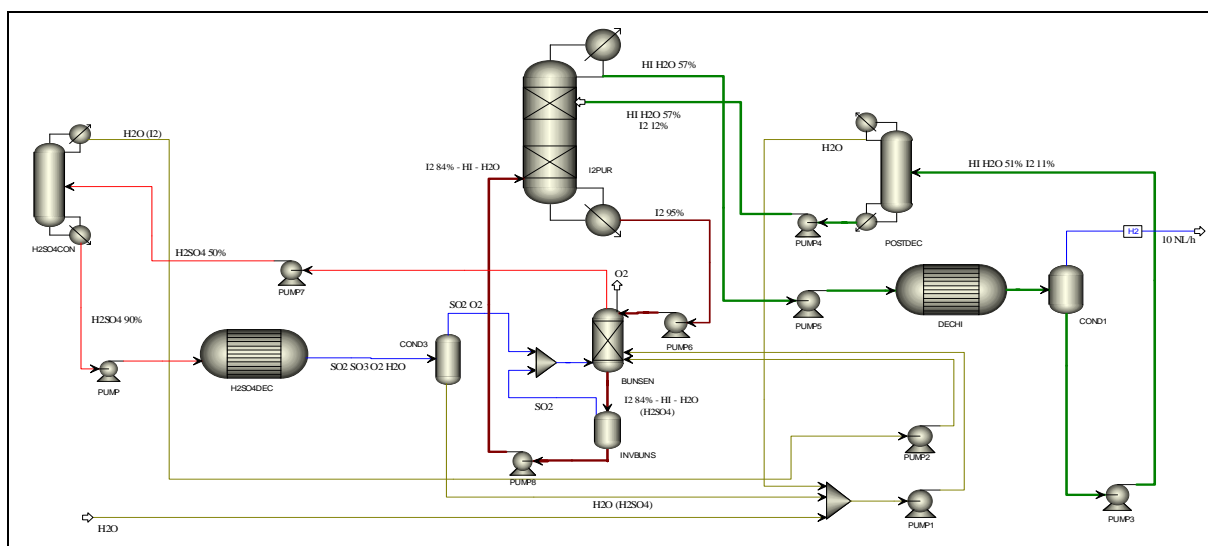 HI H2O 57%
H2O (I2)
HI H2O 57%
I2 12%
H2O
I2 84% - HI - H2O
I2PUR
HI H2O 51% I2 11%
I2 95%
PUMP4
POSTDEC
H2
10 NL/h
H2SO4CON
H2SO4 50%
PUMP7
O2
SO2 O2
PUMP5
DECHI
COND1
H2SO4 90%
COND3
PUMP6
PUMP
H2SO4DEC
SO2 SO3 O2 H2O
BUNSEN
SO2
I2 84% - HI - H2O
(H2SO4)
INVBUNS
PUMP2
PUMP8
H2O (H2SO4)
H2O
PUMP1
PUMP3